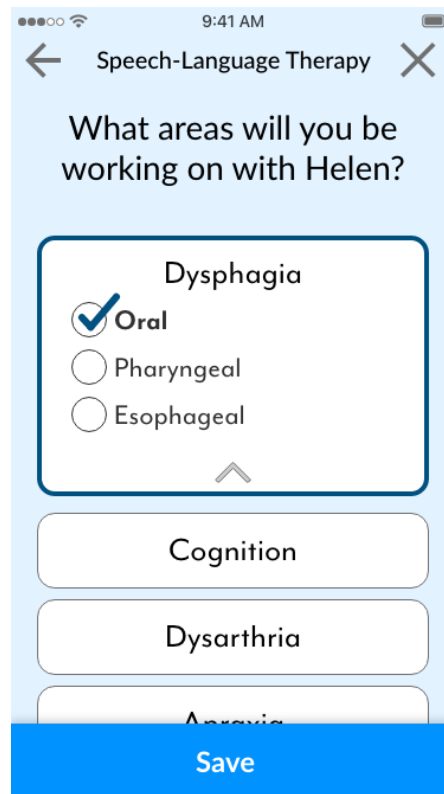 9:41 AM
Speech-Language Therapy
What areas will you be
working on with Helen?
Dysphagia
Oral
Pharyngeal
Esophageal
Cognition
Dysarthria
Apraxia
Save